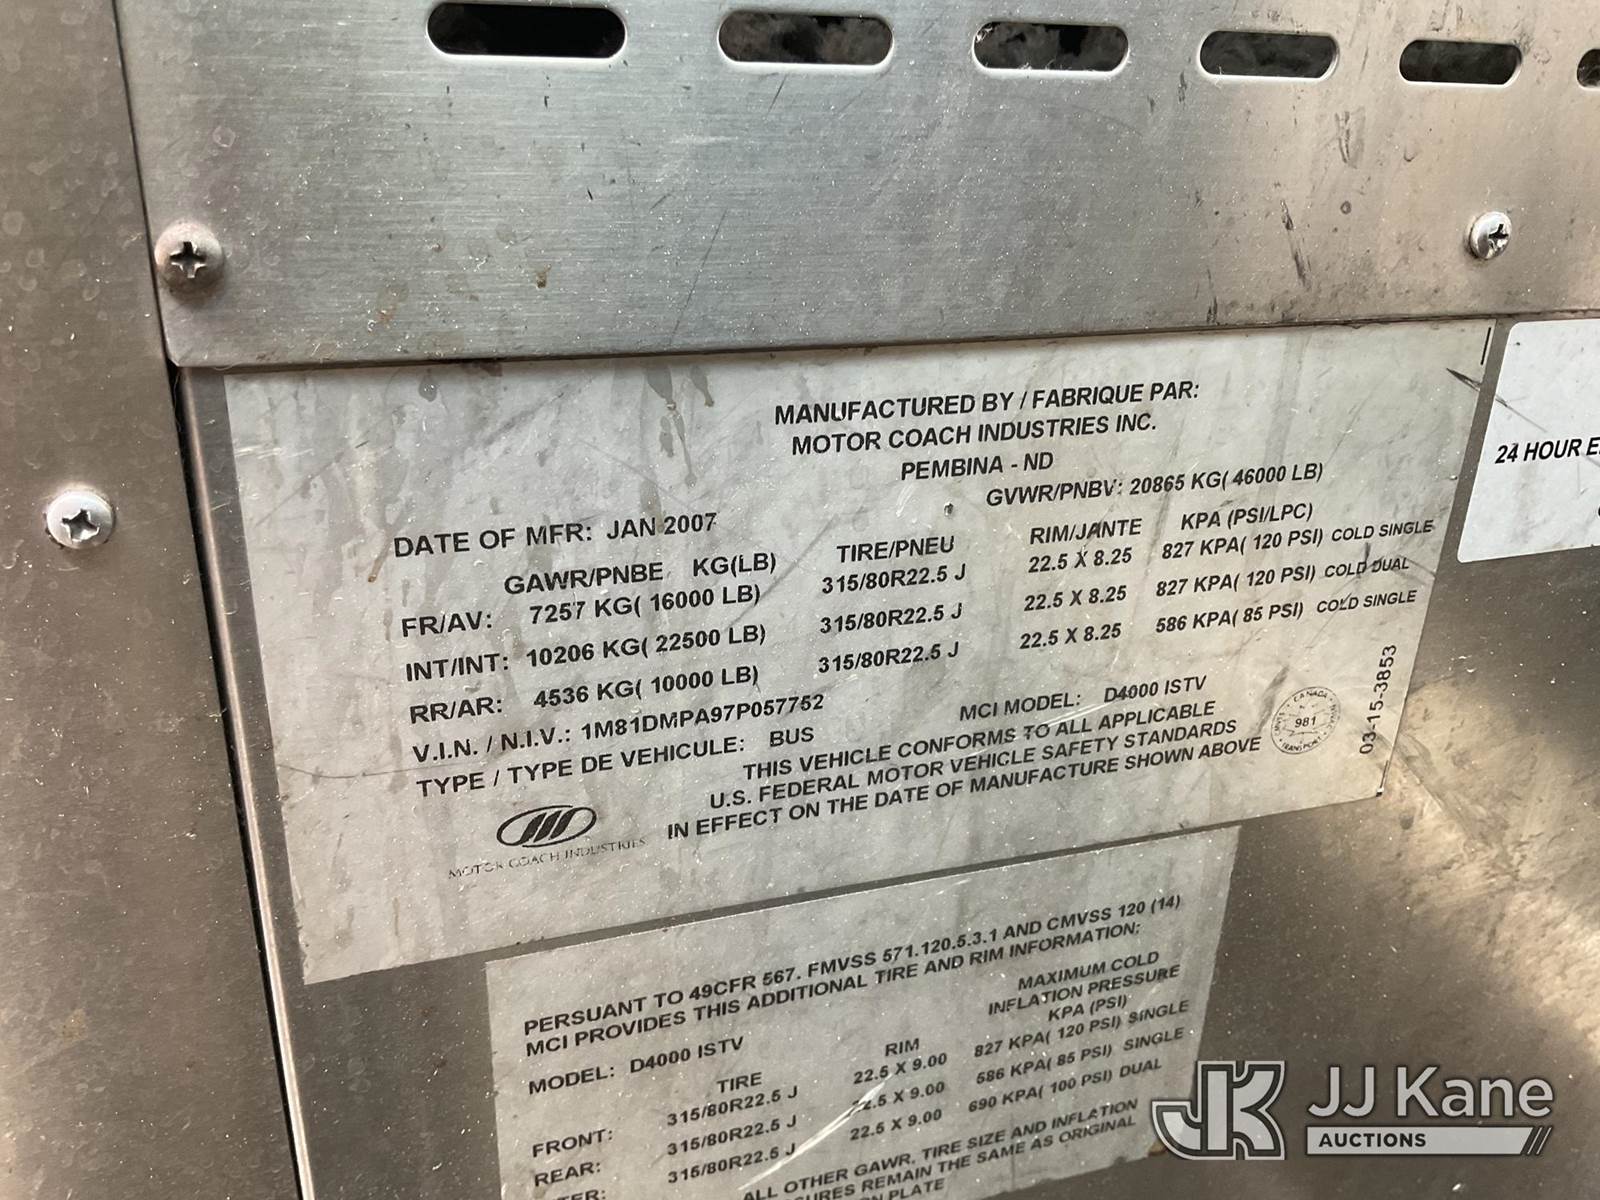 MANUFACTURED BY / FABRIQUE PAR:
MOTOR COACH INDUSTRIES INC.
PEMBINA - ND
GVWR/PNBV: 20865 KG( 46000 LB)
DATE OF MFR: JAN 2007
GAWR/PNBE KG(LB) TIRE/PNEU RIM/JANTE KPA (PSI/LPC)
FR/AV: 7257 KG( 16000 LB) 315/80R22.5 J 22.5 X 8.25 827 KPA( 120 PSI) COLD SINGLE
INT/INT: 10206 KG( 22500 LB) 315/80R22.5 J 22.5 X 8.25 827 KPA( 120 PSI) COLD DUAL
RR/AR: 4536 KG( 10000 LB) 315/80R22.5 J 22.5 X 8.25 586 KPA( 85 PSI) COLD SINGLE
V.I.N. / N.I.V.: 1M81DMPA97P057752 MCI MODEL: D4000 ISTV
TYPE / TYPE DE VEHICULE: BUS
THIS VEHICLE CONFORMS TO ALL APPLICABLE
U.S. FEDERAL MOTOR VEHICLE SAFETY STANDARDS
IN EFFECT ON THE DATE OF MANUFACTURE SHOWN ABOVE
MOTOR COACH INDUSTRIES
CANADA
981
TRANSPORT
03-15-3853
24 HOUR E
PERSUANT TO 49CFR 567. FMVSS 571.120.5.3.1 AND CMVSS 120 (14)
MCI PROVIDES THIS ADDITIONAL TIRE AND RIM INFORMATION;
MODEL: D4000 ISTV
MAXIMUM COLD
INFLATION PRESSURE
TIRE RIM KPA (PSI)
FRONT: 315/80R22.5 J 22.5 X 9.00 827 KPA( 120 PSI) SINGLE
REAR: 315/80R22.5 J 22.5 X 9.00 586 KPA( 85 PSI) SINGLE
TER: 315/80R22.5 J 22.5 X 9.00 690 KPA( 100 PSI) DUAL
ALL OTHER GAWR, TIRE SIZE AND INFLATION
URES REMAIN THE SAME AS ORIGINAL
ON PLATE
JK JJ Kane
AUCTIONS